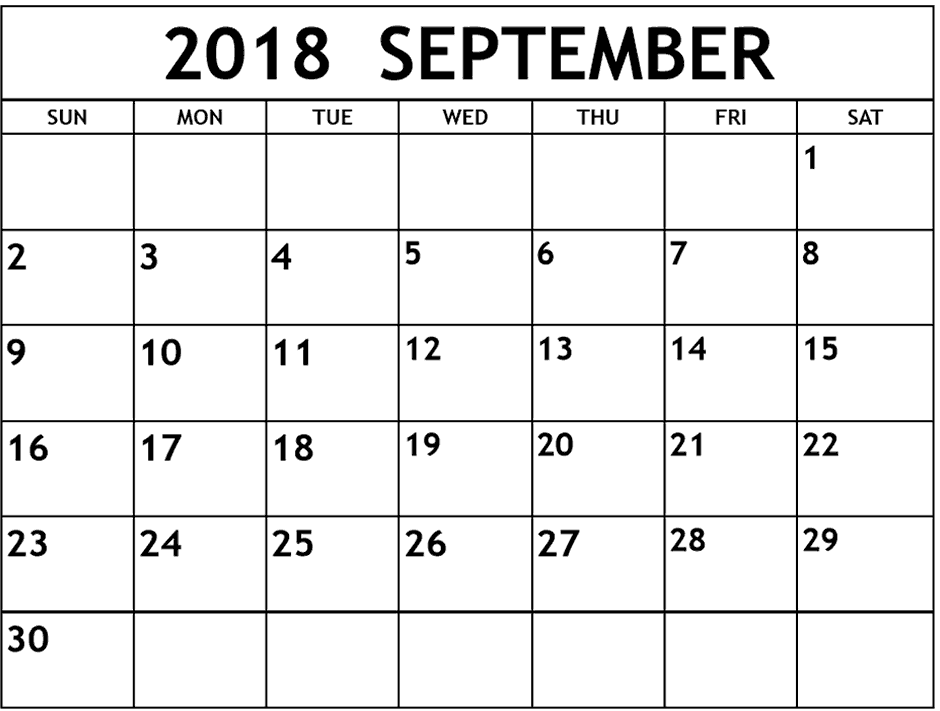 2018 SEPTEMBER
SUN MON TUE WED THU FRI SAT
1
2 3 4 5 6 7 8
9 10 11 12 13 14 15
16 17 18 19 20 21 22
23 24 25 26 27 28 29
30